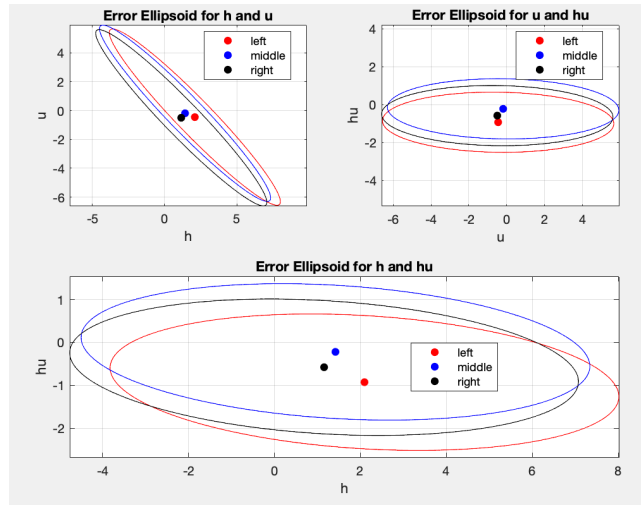 Error Ellipsoid for h and u
left
middle
right
4
2
0
-2
-4
-6
u
-5
0
5
h
Error Ellipsoid for u and hu
left
middle
right
4
2
0
-2
-4
hu
-6
-4
-2
0
2
4
u
Error Ellipsoid for h and hu
left
middle
right
1
0
-1
-2
hu
-4
-2
0
2
4
6
8
h